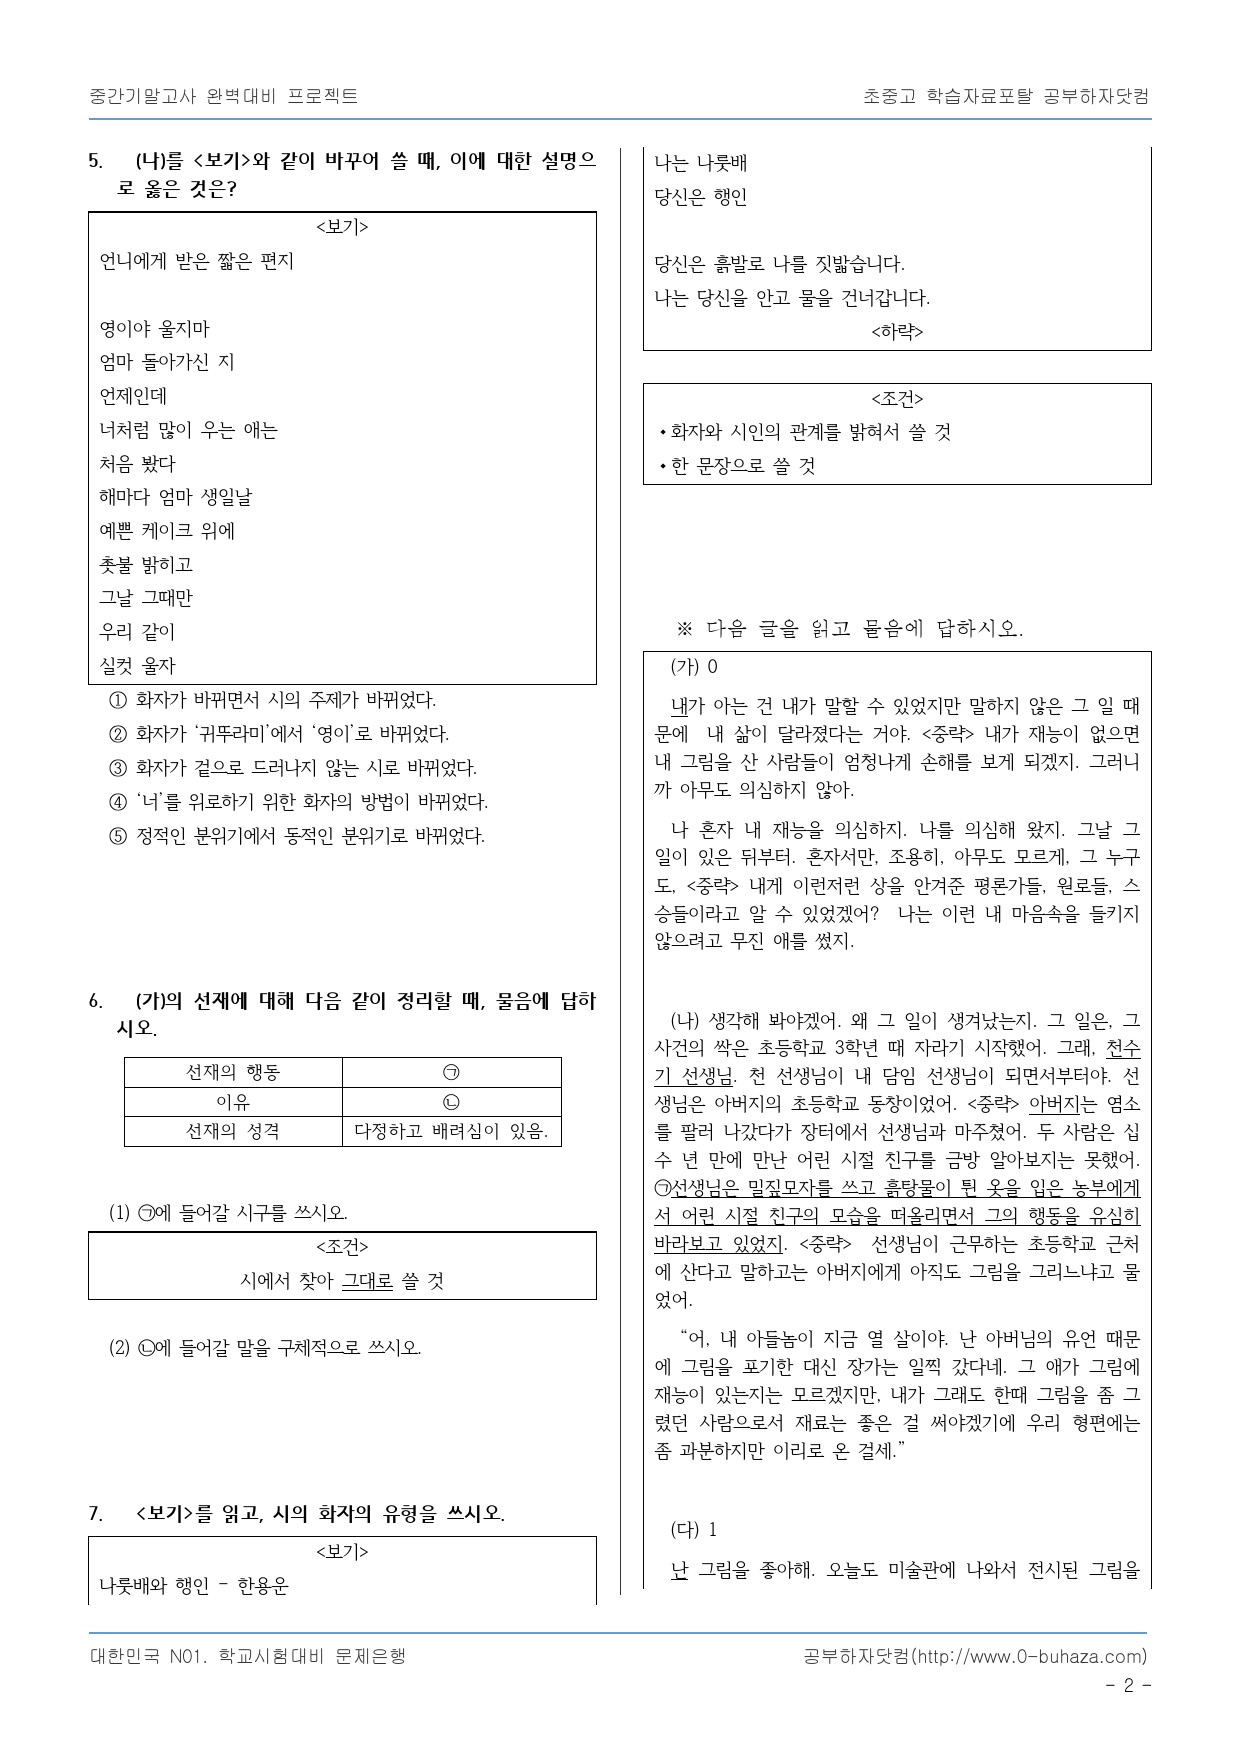 중간기말고사 완벽대비 프로젝트
초중고 학습자료포탈 공부하자닷컴
5. (나)를 <보기>와 같이 바꾸어 쓸 때, 이에 대한 설명으
로 옳은 것은?
<보기>
언니에게 받은 짧은 편지
영이야 울지마
엄마 돌아가신 지
언제인데
너처럼 많이 우는 애는
처음 봤다
해마다 엄마 생일날
예쁜 케이크 위에
촛불 밝히고
그날 그때만
우리 같이
실컷 울자
① 화자가 바뀌면서 시의 주제가 바뀌었다.
② 화자가 ‘귀뚜라미’에서 ‘영이’로 바뀌었다.
③ 화자가 겉으로 드러나지 않는 시로 바뀌었다.
④ ‘너’를 위로하기 위한 화자의 방법이 바뀌었다.
⑤ 정적인 분위기에서 동적인 분위기로 바뀌었다.
6. (가)의 선재에 대해 다음 같이 정리할 때, 물음에 답하
시오.
선재의 행동 ㉠
이유 ㉡
선재의 성격 다정하고 배려심이 있음.
(1) ㉠에 들어갈 시구를 쓰시오.
<조건>
시에서 찾아 그대로 쓸 것
(2) ㉡에 들어갈 말을 구체적으로 쓰시오.
7. <보기>를 읽고, 시의 화자의 유형을 쓰시오.
<보기>
나룻배와 행인 - 한용운
나는 나룻배
당신은 행인
당신은 흙발로 나를 짓밟습니다.
나는 당신을 안고 물을 건너갑니다.
<하략>
<조건>
•화자와 시인의 관계를 밝혀서 쓸 것
•한 문장으로 쓸 것
※ 다음 글을 읽고 물음에 답하시오.
(가) 0
내가 아는 건 내가 말할 수 있었지만 말하지 않은 그 일 때
문에 내 삶이 달라졌다는 거야. <중략> 내가 재능이 없으면
내 그림을 산 사람들이 엄청나게 손해를 보게 되겠지. 그러니
까 아무도 의심하지 않아.
나 혼자 내 재능을 의심하지. 나를 의심해 왔지. 그날 그
일이 있은 뒤부터. 혼자서만, 조용히, 아무도 모르게, 그 누구
도, <중략> 내게 이런저런 상을 안겨준 평론가들, 원로들, 스
승들이라고 알 수 있었겠어? 나는 이런 내 마음속을 들키지
않으려고 무진 애를 썼지.
(나) 생각해 봐야겠어. 왜 그 일이 생겨났는지. 그 일은, 그
사건의 싹은 초등학교 3학년 때 자라기 시작했어. 그래, 천수
기 선생님. 천 선생님이 내 담임 선생님이 되면서부터야. 선
생님은 아버지의 초등학교 동창이었어. <중략> 아버지는 염소
를 팔러 나갔다가 장터에서 선생님과 마주쳤어. 두 사람은 십
수 년 만에 만난 어린 시절 친구를 금방 알아보지는 못했어.
㉠선생님은 밀짚모자를 쓰고 흙탕물이 튄 옷을 입은 농부에게
서 어린 시절 친구의 모습을 떠올리면서 그의 행동을 유심히
바라보고 있었지. <중략> 선생님이 근무하는 초등학교 근처
에 산다고 말하고는 아버지에게 아직도 그림을 그리느냐고 물
었어.
“어, 내 아들놈이 지금 열 살이야. 난 아버님의 유언 때문
에 그림을 포기한 대신 장가는 일찍 갔다네. 그 애가 그림에
재능이 있는지는 모르겠지만, 내가 그래도 한때 그림을 좀 그
렸던 사람으로서 재료는 좋은 걸 써야겠기에 우리 형편에는
좀 과분하지만 이리로 온 걸세.”
(다) 1
난 그림을 좋아해. 오늘도 미술관에 나와서 전시된 그림을
대한민국 N01. 학교시험대비 문제은행
공부하자닷컴(http://www.0-buhaza.com)
- 2 -